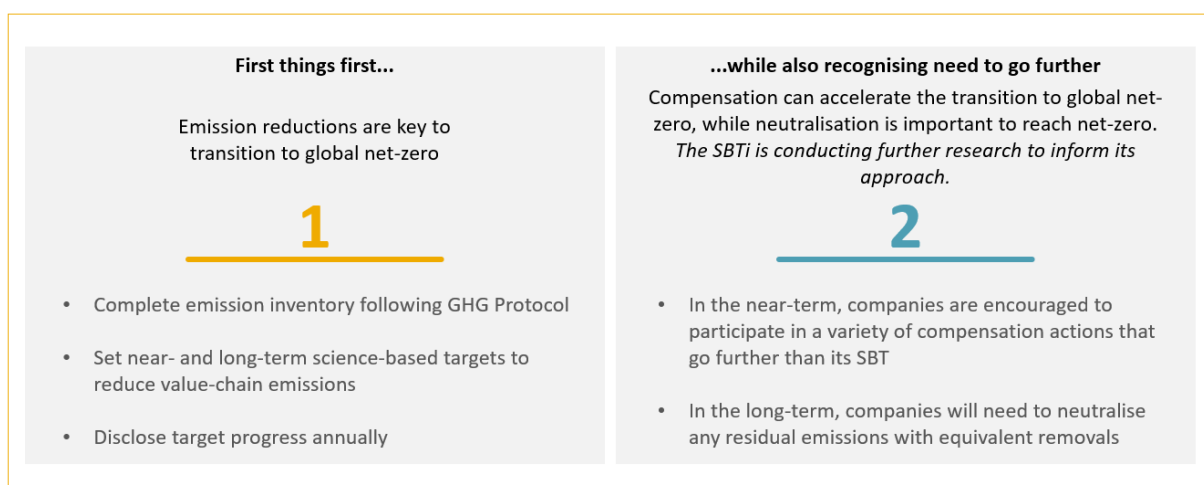 First things first...
Emission reductions are key to
transition to global net-zero
1
• Complete emission inventory following GHG Protocol
• Set near- and long-term science-based targets to
reduce value-chain emissions
• Disclose target progress annually
...while also recognising need to go further
Compensation can accelerate the transition to global net-
zero, while neutralisation is important to reach net-zero.
The SBTi is conducting further research to inform its
approach.
2
• In the near-term, companies are encouraged to
participate in a variety of compensation actions that
go further than its SBT
• In the long-term, companies will need to neutralise
any residual emissions with equivalent removals